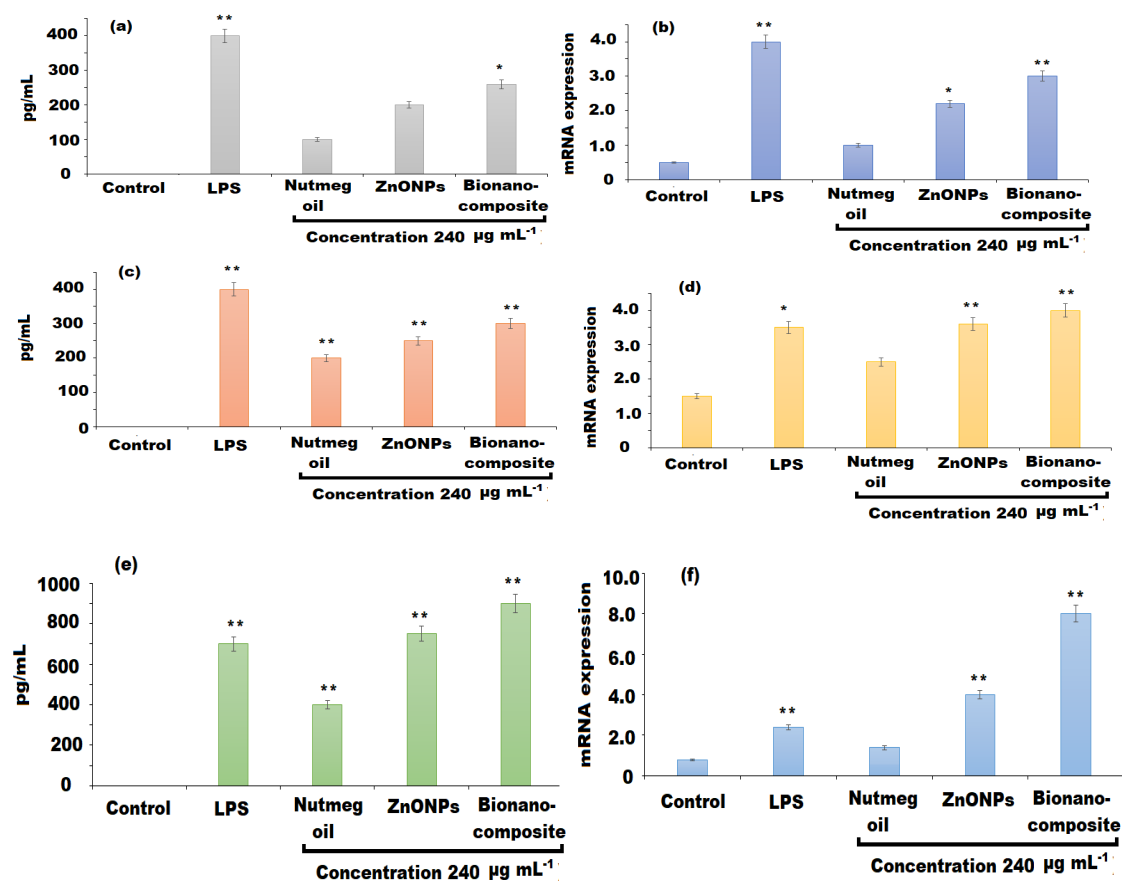 (a)
**
400
300
200
100
0
pg/mL
*
Control
LPS
Nutmeg
oil
ZnONPs
Bionano-
composite
Concentration 240 µg mL-1
(b)
**
4.0
3.0
2.0
1.0
0
mRNA expression
*
**
Control
LPS
Nutmeg
oil
ZnONPs
Bionano-
composite
Concentration 240 µg mL-1
(c)
**
400
300
200
100
0
pg/mL
**
**
**
Control
LPS
Nutmeg
oil
ZnONPs
Bionano-
composite
Concentration 240 µg mL-1
(d)
*
**
**
4.0
3.0
2.0
1.0
0
mRNA expression
Control
LPS
Nutmeg
oil
ZnONPs
Bionano-
composite
Concentration 240 µg mL-1
(e)
1000
800
600
400
200
0
pg/mL
**
**
**
**
Control
LPS
Nutmeg
oil
ZnONPs
Bionano-
composite
Concentration 240 µg mL-1
(f)
10.0
8.0
6.0
4.0
2.0
0
mRNA expression
**
**
**
Control
LPS
Nutmeg
oil
ZnONPs
Bionano-
composite
Concentration 240 µg mL-1